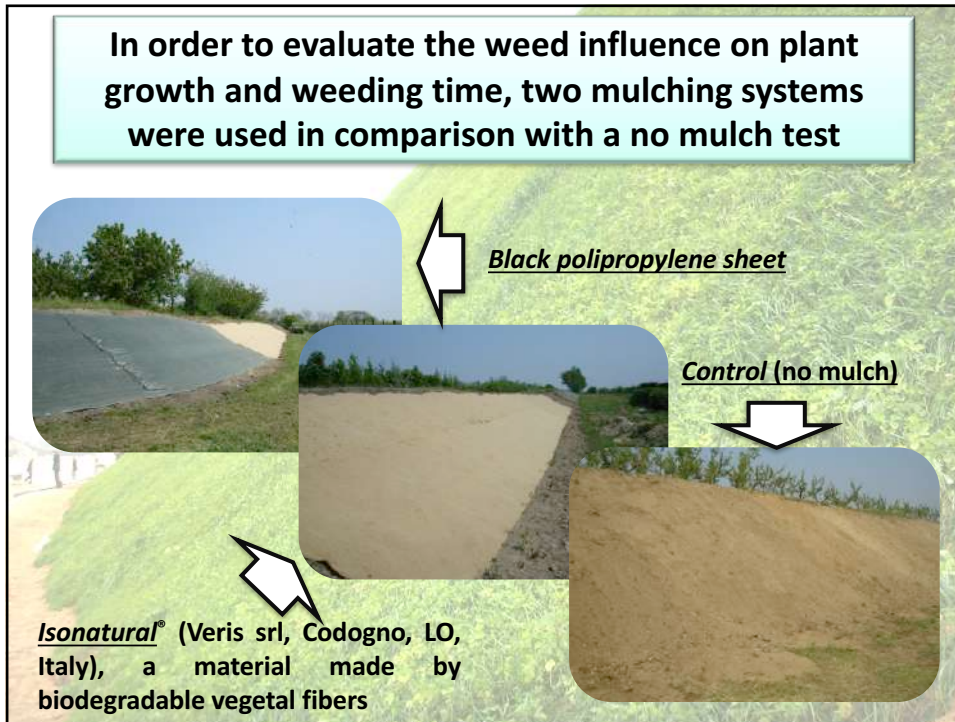 In order to evaluate the weed influence on plant
growth and weeding time, two mulching systems
were used in comparison with a no mulch test
Black polipropylene sheet
Control (no mulch)
Isonatural® (Veris srl, Codogno, LO,
Italy), a material made by
biodegradable vegetal fibers